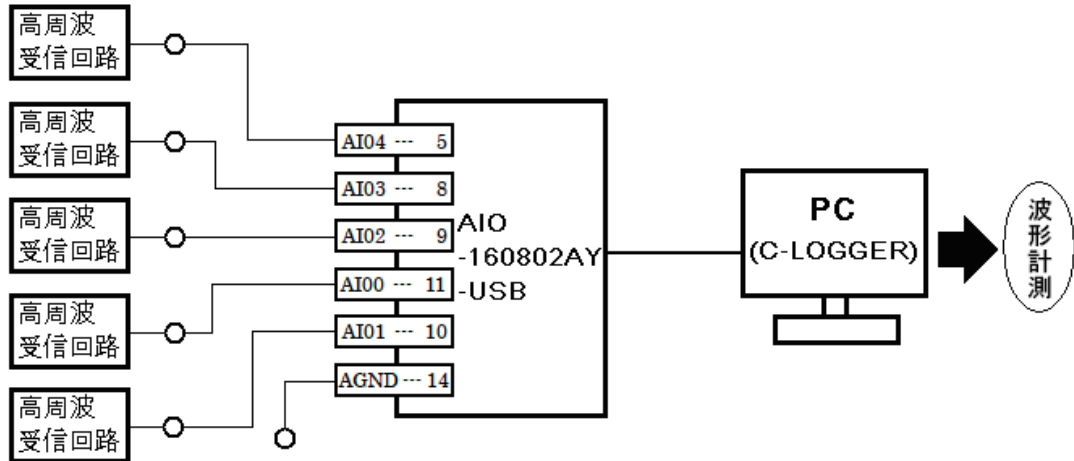 高周波
受信回路
高周波
受信回路
高周波
受信回路
高周波
受信回路
高周波
受信回路
AI04 --- 5
AI03 --- 8
AI02 --- 9
AI00 --- 11
AI01 --- 10
AGND --- 14
AIO
-160802AY
-USB
PC
(C-LOGGER)
波形計測